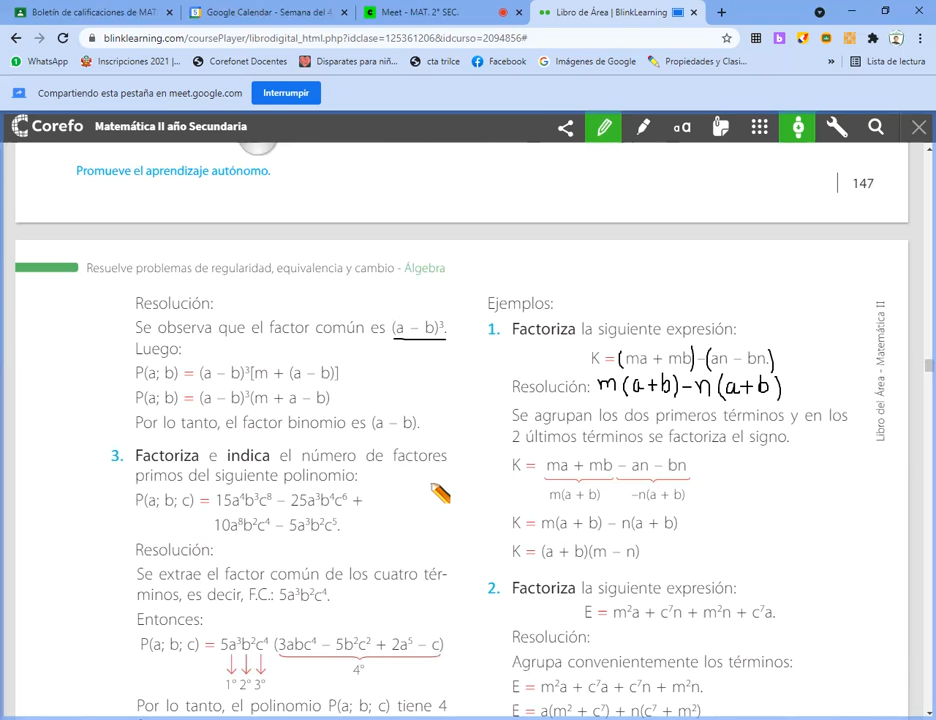 Boletín de calificaciones de MAT
Google Calendar - Semana del 4
Meet - MAT. 2° SEC.
Libro de Área | BlinkLearning
blinklearning.com/coursePlayer/librodigital_html.php?idclase=125361206&idcurso=2094856#
WhatsApp
Inscripciones 2021 |...
Corefonet Docentes
Disparates para niñ...
cta trilce
Facebook
Imágenes de Google
Propiedades y Clasi...
»
Lista de lectura
Compartiendo esta pestaña en meet.google.com
Interrumpir
Corefo
Matemática II año Secundaria
aa
Promueve el aprendizaje autónomo.
147
Resuelve problemas de regularidad, equivalencia y cambio - Álgebra
Resolución:
Se observa que el factor común es (a – b)³.
Luego:
P(a; b) = (a – b)³[m + (a – b)]
P(a; b) = (a – b)³(m + a – b)
Por lo tanto, el factor binomio es (a – b).
3. Factoriza e indica el número de factores
primos del siguiente polinomio:
P(a; b; c) = 15a⁴b³c⁸ – 25a³b⁴c⁶ +
10a⁸b²c⁴ – 5a³b²c⁵.
Resolución:
Se extrae el factor común de los cuatro tér-
minos, es decir, F.C.: 5a³b²c⁴.
Entonces:
P(a; b; c) = 5a³b²c⁴ (3abc⁴ – 5b²c² + 2a⁵ – c)
1° 2° 3°
4°
Por lo tanto, el polinomio P(a; b; c) tiene 4
Ejemplos:
1. Factoriza la siguiente expresión:
K = (ma + mb) – (an – bn.)
Resolución: m(a+b)-n(a+b)
Se agrupan los dos primeros términos y en los
2 últimos términos se factoriza el signo.
K = ma + mb – an – bn
m(a + b) –n(a + b)
K = m(a + b) – n(a + b)
K = (a + b)(m – n)
2. Factoriza la siguiente expresión:
E = m²a + c⁷n + m²n + c⁷a.
Resolución:
Agrupa convenientemente los términos:
E = m²a + c⁷a + c⁷n + m²n.
E = a(m² + c⁷) + n(c⁷ + m²)
Libro del Área - Matemática II